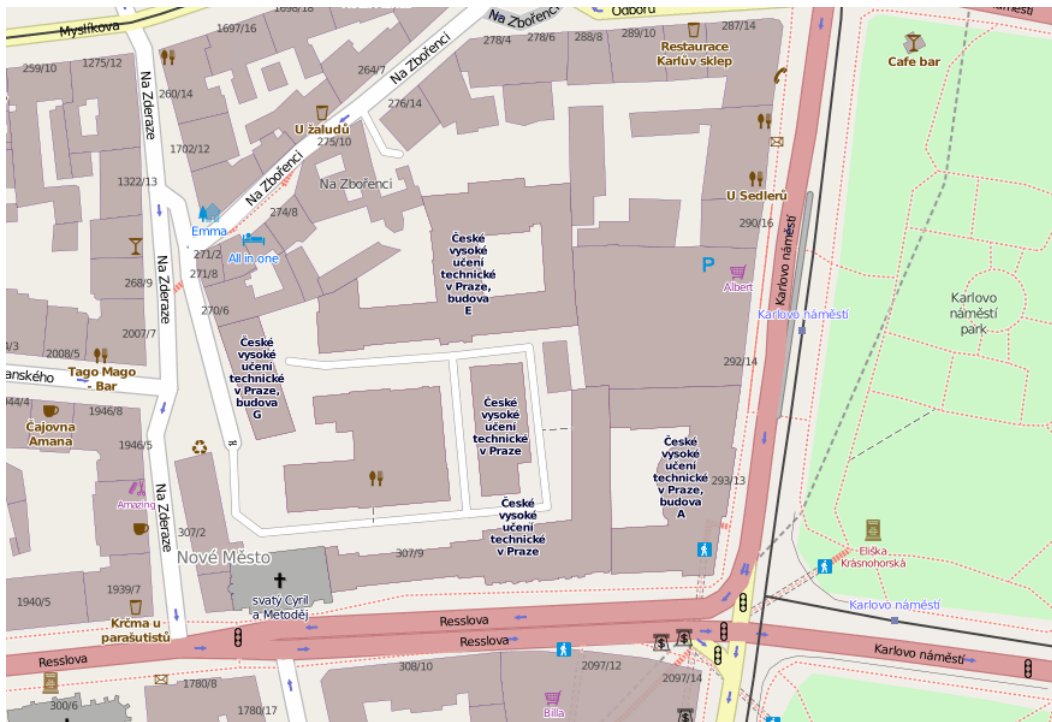 1696/18
Na Zbořenci
Odborů
Myslíkova
1697/16
278/4
278/6
288/8
289/10
287/14
Restaurace
Karlův sklep
Cafe bar
259/10
1275/12
Na Zderaze
260/14
264/7
Na Zbořenci
276/14
U žaludů
275/10
1702/12
Na Zbořenci
Na Zbořenci
1322/13
274/8
U Sedlerů
290/16
Emma
271/2
All in one
271/8
České
vysoké
učení
technické
v Praze,
budova
E
Karlovo náměstí
Albert
Na Zderaze
268/9
270/6
Karlovo náměstí
Karlovo
náměstí
park
2007/7
2008/5
Tago Mago
Bar
anského
České
vysoké
učení
technické
v Praze,
budova
G
292/14
1946/8
Čajovna
Amana
1946/5
České
vysoké
učení
technické
v Praze
České
vysoké
učení
technické
v Praze,
budova
A
293/13
Amazing
Na Zderaze
307/2
České
vysoké
učení
technické
v Praze
Nové Město
307/9
Eliška
Krásnohorská
1939/7
1940/5
svatý Cyril
a Metoděj
Krčma u
parašutistů
Karlovo náměstí
Resslova
Resslova
Resslova
Karlovo náměstí
308/10
2097/12
2097/14
1780/8
300/6
1780/17
Billa